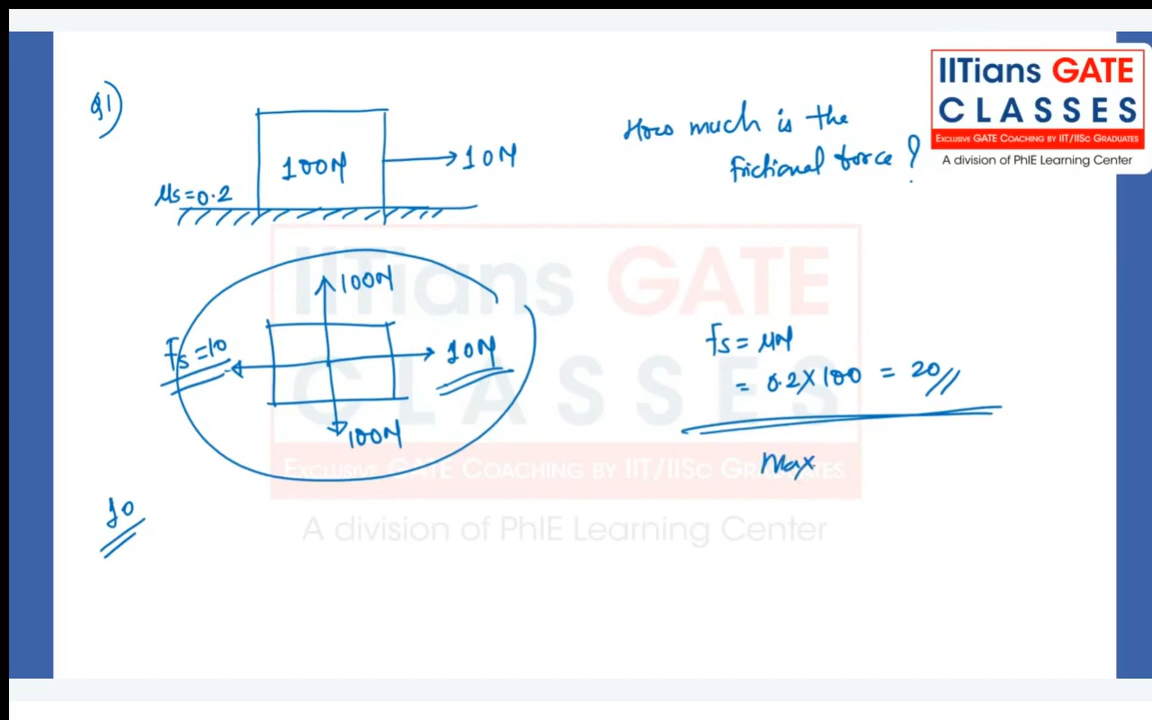 Q1)
100N
→10N
μs=0.2
How much is the
frictional force?
IITians GATE
CLASSES
EXCLUSIVE GATE COACHING BY IIT/IISc GRADUATES
A division of PhIE Learning Center
100N
fs=10
10N
100N
fs = μN
= 0.2×100 = 20//
Max
10
IITians GATE
CLASSES
EXCLUSIVE GATE COACHING BY IIT/IISc GRADUATES
A division of PhIE Learning Center